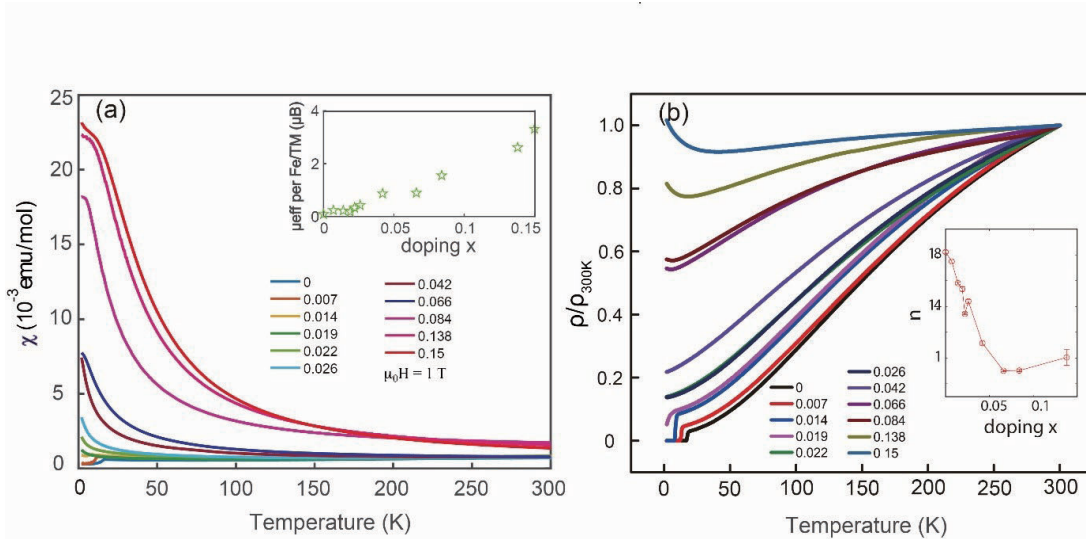 (a)
25
20
15
10
5
0
χ (10⁻³ emu/mol)
0 50 100 150 200 250 300
Temperature (K)
4
2
0
μeff per Fe/TM (μB)
0 0.05 0.1 0.15
doping x
0 0.042
0.007 0.066
0.014 0.084
0.019 0.138
0.022 0.15
0.026 μ₀H = 1 T
(b)
1.0
0.8
0.6
0.4
0.2
0
ρ/ρ300K
0 50 100 150 200 250 300
Temperature (K)
18
14
1
n
0.05 0.1
doping x
0 0.026
0.007 0.042
0.014 0.066
0.019 0.084
0.022 0.138
0 15